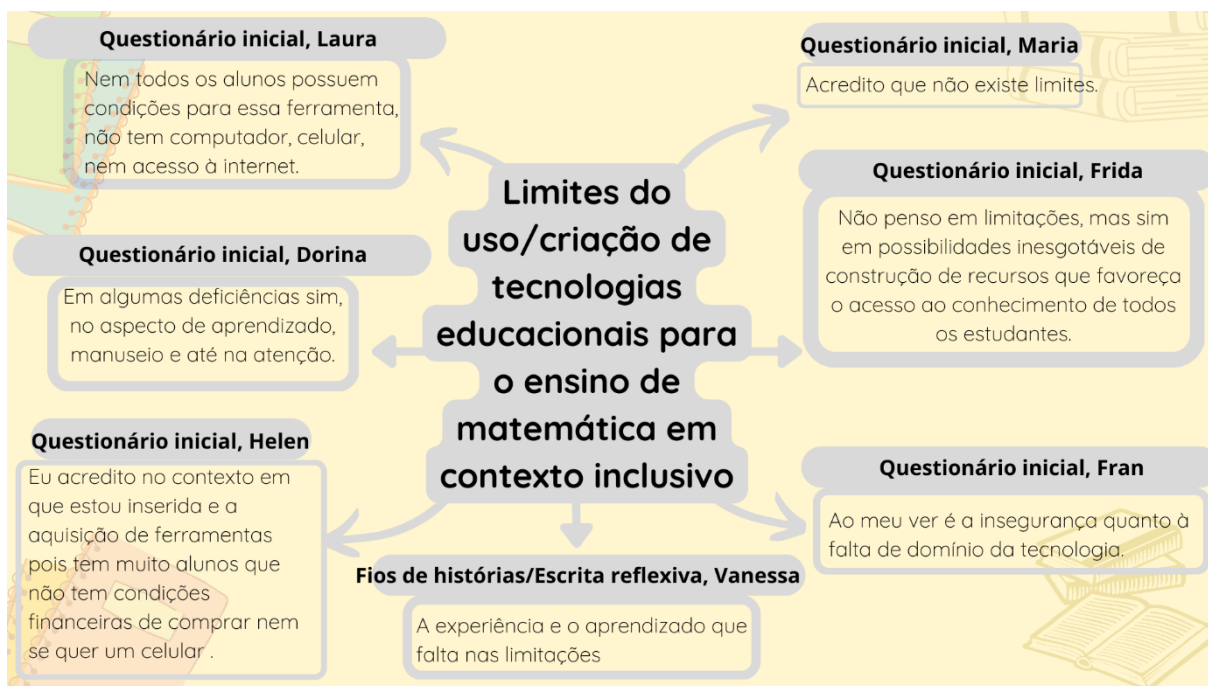 Questionário inicial, Laura
Nem todos os alunos possuem
condições para essa ferramenta,
não tem computador, celular,
nem acesso à internet.
Questionário inicial, Maria
Acredito que não existe limites.
Questionário inicial, Frida
Não penso em limitações, mas sim
em possibilidades inesgotáveis de
construção de recursos que favoreça
o acesso ao conhecimento de todos
os estudantes.
Limites do
uso/criação de
tecnologias
educacionais para
o ensino de
matemática em
contexto inclusivo
Questionário inicial, Dorina
Em algumas deficiências sim,
no aspecto de aprendizado,
manuseio e até na atenção.
Questionário inicial, Helen
Eu acredito no contexto em
que estou inserida e a
aquisição de ferramentas
pois tem muito alunos que
não tem condições
financeiras de comprar nem
se quer um celular .
Fios de histórias/Escrita reflexiva, Vanessa
A experiência e o aprendizado que
falta nas limitações
Questionário inicial, Fran
Ao meu ver é a insegurança quanto à
falta de domínio da tecnologia.